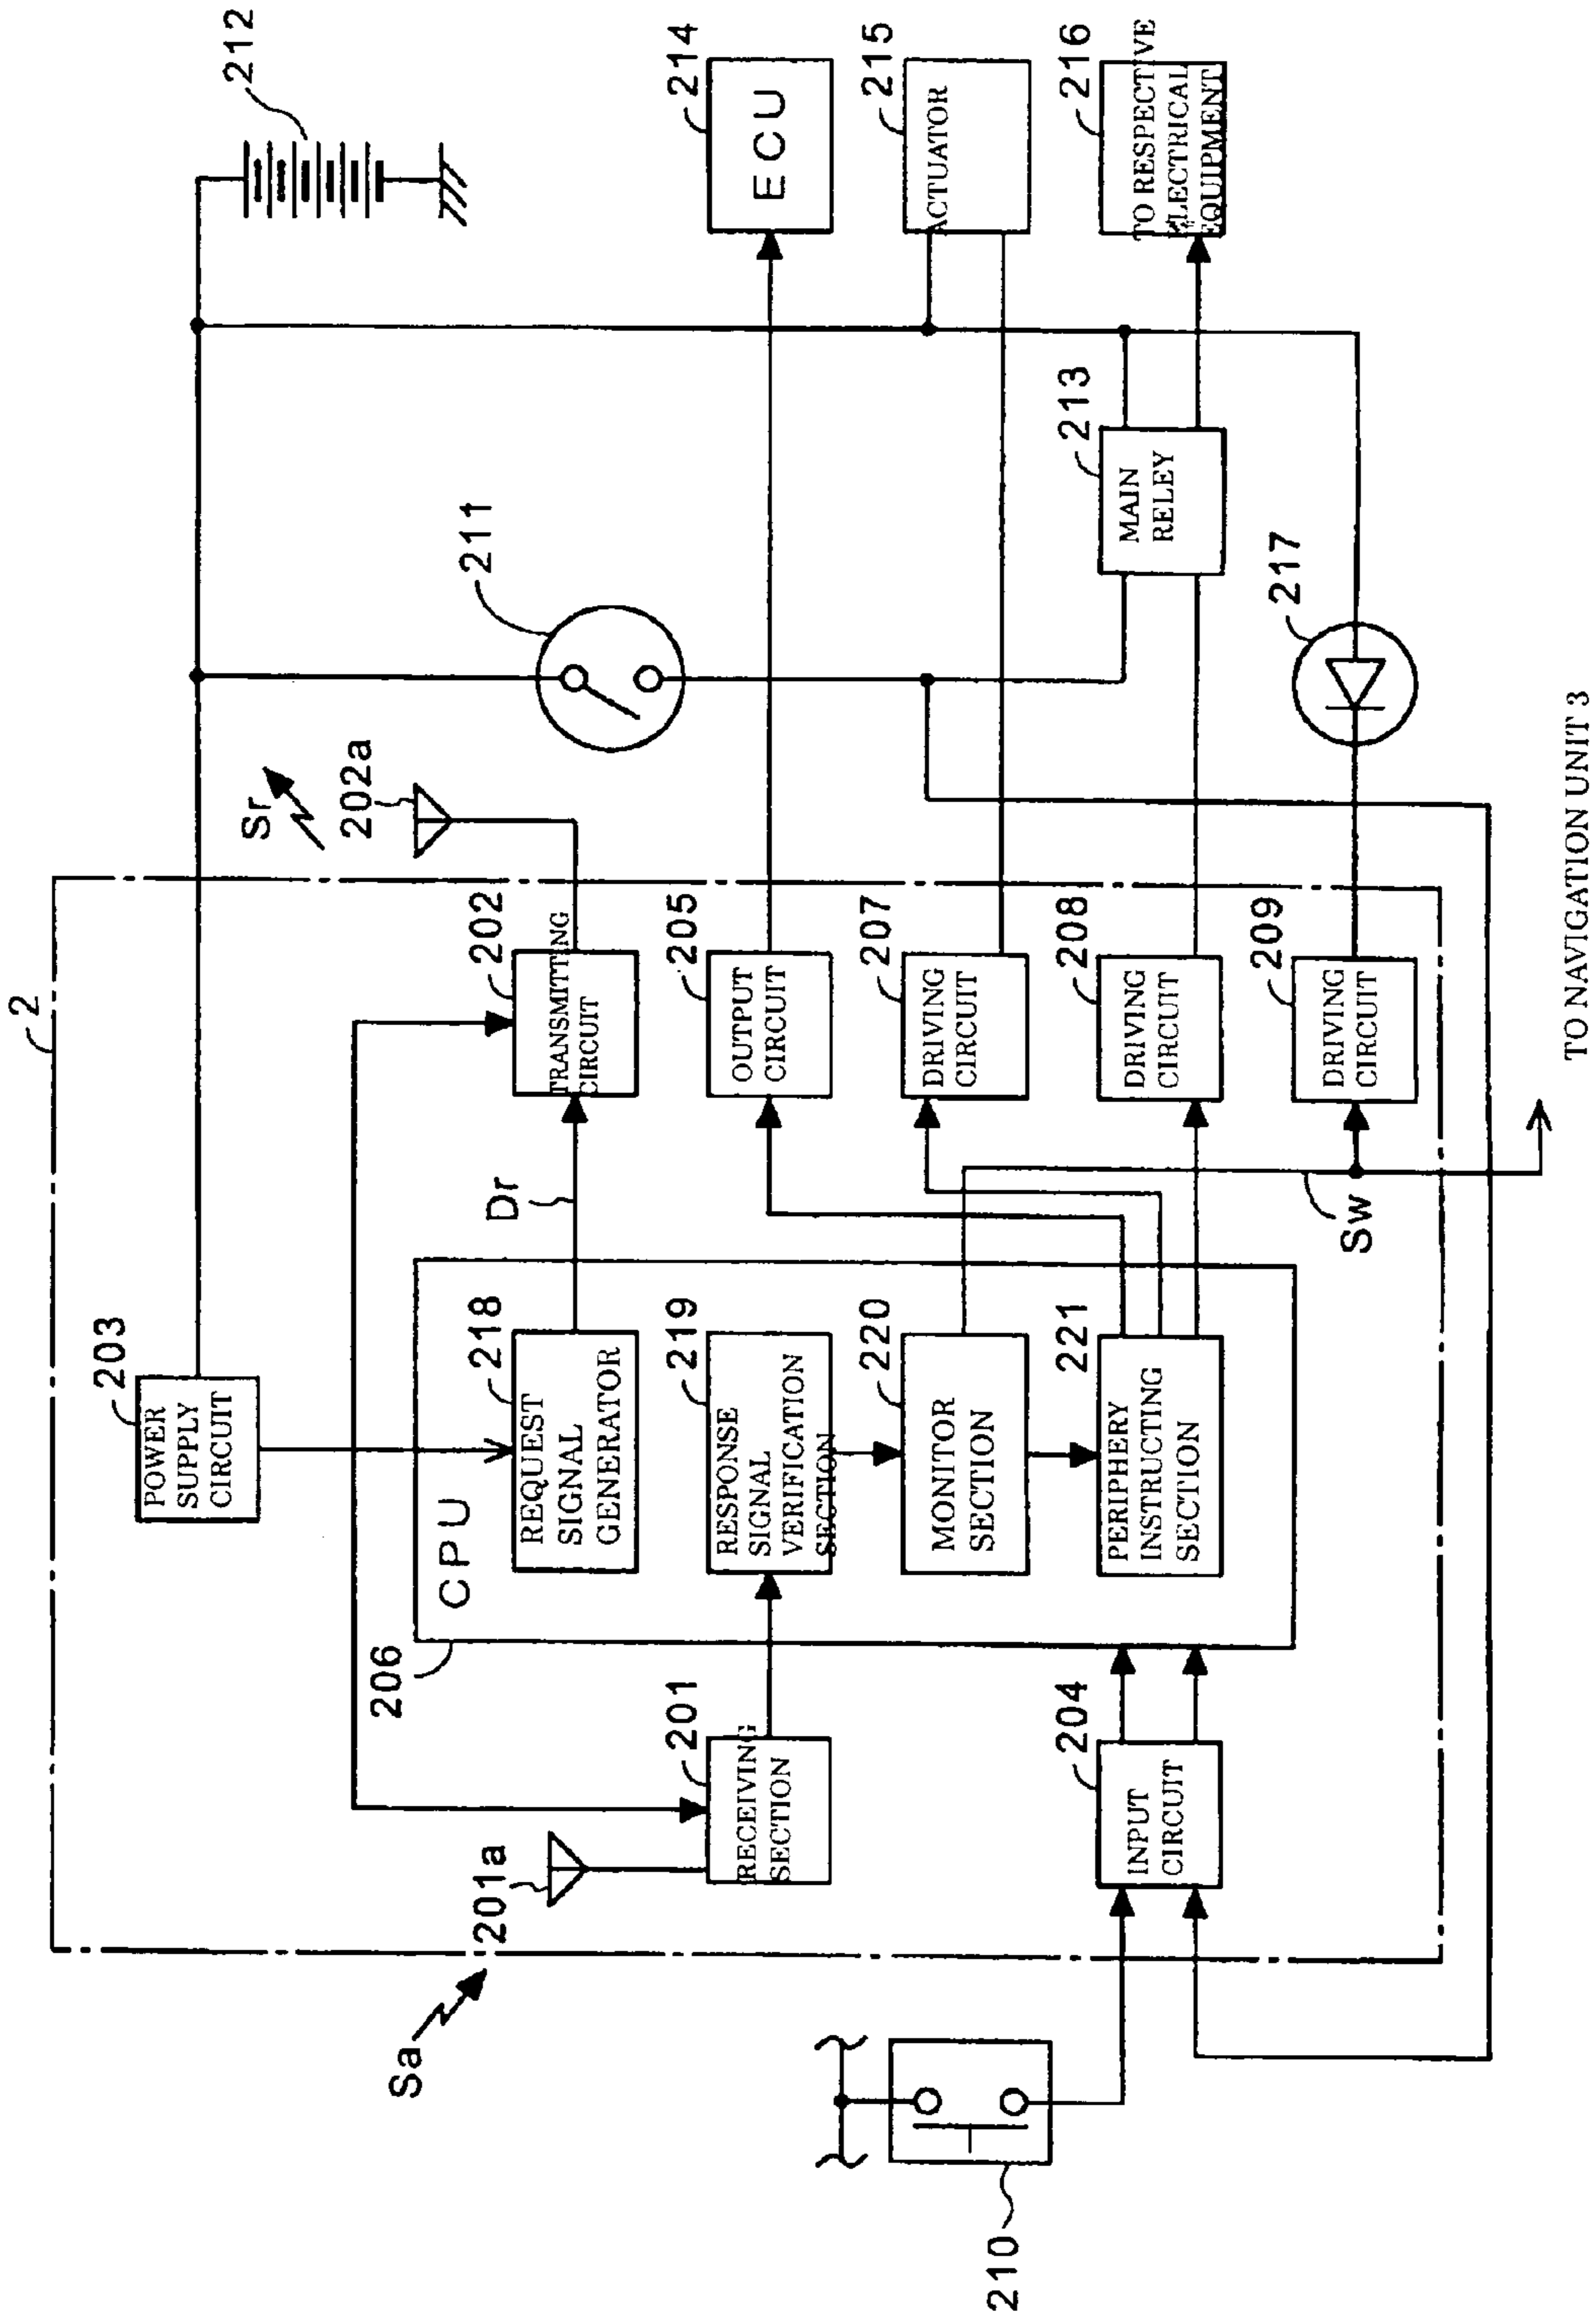 2
203
POWER
SUPPLY
CIRCUIT
212
Sr
202a
211
CPU
206
218
REQUEST
SIGNAL
GENERATOR
Dr
202
TRANSMITTING
CIRCUIT
Sa
201a
201
RECEIVING
SECTION
219
RESPONSE
SIGNAL
VERIFICATION
SECTION
205
OUTPUT
CIRCUIT
214
ECU
220
MONITOR
SECTION
207
DRIVING
CIRCUIT
215
ACTUATOR
210
204
INPUT
CIRCUIT
221
PERIPHERY
INSTRUCTING
SECTION
208
DRIVING
CIRCUIT
213
MAIN
RELEY
216
TO RESPECTIVE
ELECTRICAL
EQUIPMENT
Sw
209
DRIVING
CIRCUIT
217
TO NAVIGATION UNIT 3